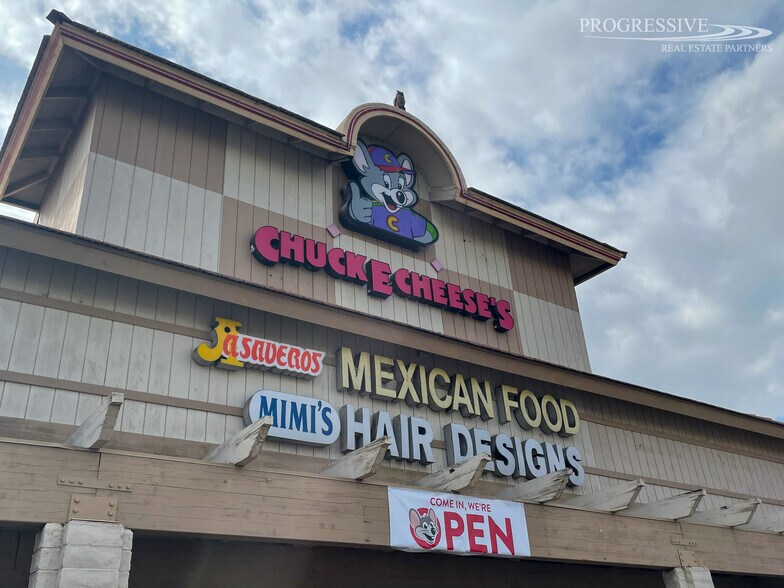 PROGRESSIVE
REAL ESTATE PARTNERS
C
C
CHUCK E CHEESE'S
JASAVEROS MEXICAN FOOD
MIMI'S HAIR DESIGNS
COME IN, WE'RE
OPEN